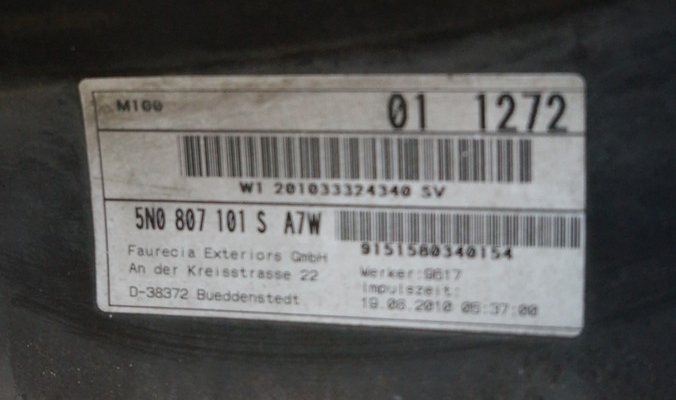 M100 01 1272
W1 201033324340 SV
5N0 807 101 S A7W
9151580340154
Faurecia Exteriors GmbH
An der Kreisstrasse 22
D-38372 Bueddenstedt
Werker:9617
Impulszeit:
19.08.2010 06:37:00